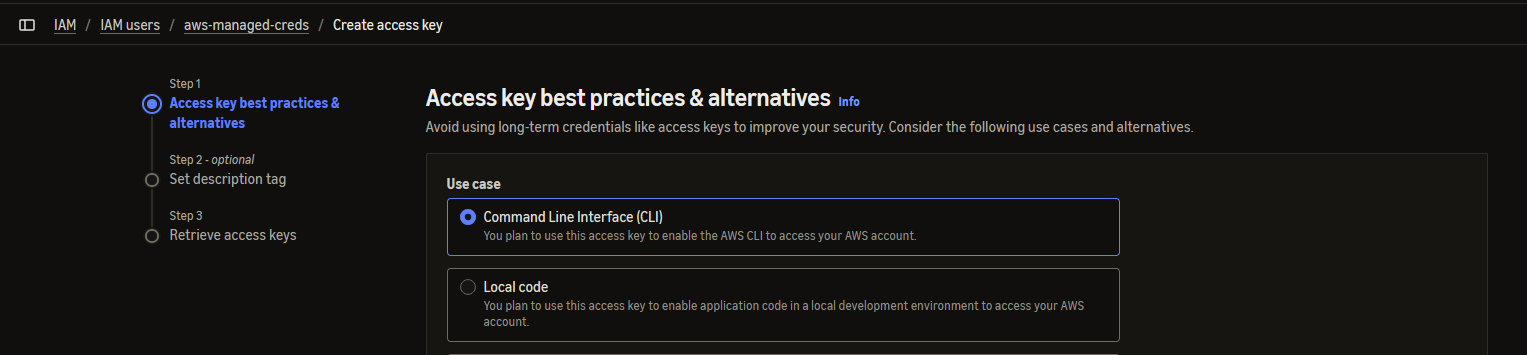 IAM / IAM users / aws-managed-creds / Create access key
Step 1
Access key best practices &
alternatives
Step 2 - optional
Set description tag
Step 3
Retrieve access keys
Access key best practices & alternatives Info
Avoid using long-term credentials like access keys to improve your security. Consider the following use cases and alternatives.
Use case
Command Line Interface (CLI)
You plan to use this access key to enable the AWS CLI to access your AWS account.
Local code
You plan to use this access key to enable application code in a local development environment to access your AWS
account.